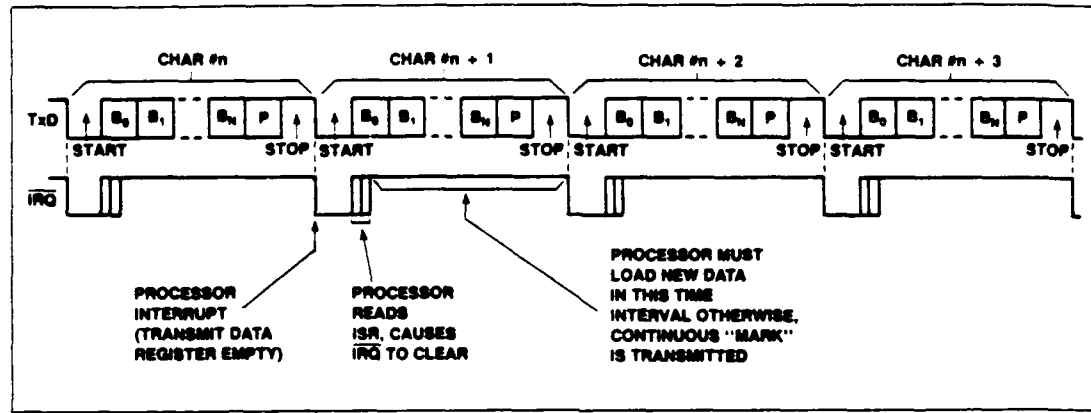 CHAR #n CHAR #n + 1 CHAR #n + 2 CHAR #n + 3
TxD B₀ B₁ Bₙ P B₀ B₁ Bₙ P B₀ B₁ Bₙ P B₀ B₁ Bₙ P
START STOP START STOP START STOP START STOP
IRQ
PROCESSOR
INTERRUPT
(TRANSMIT DATA
REGISTER EMPTY)
PROCESSOR
READS
ISR, CAUSES
IRQ TO CLEAR
PROCESSOR MUST
LOAD NEW DATA
IN THIS TIME
INTERVAL OTHERWISE,
CONTINUOUS "MARK"
IS TRANSMITTED